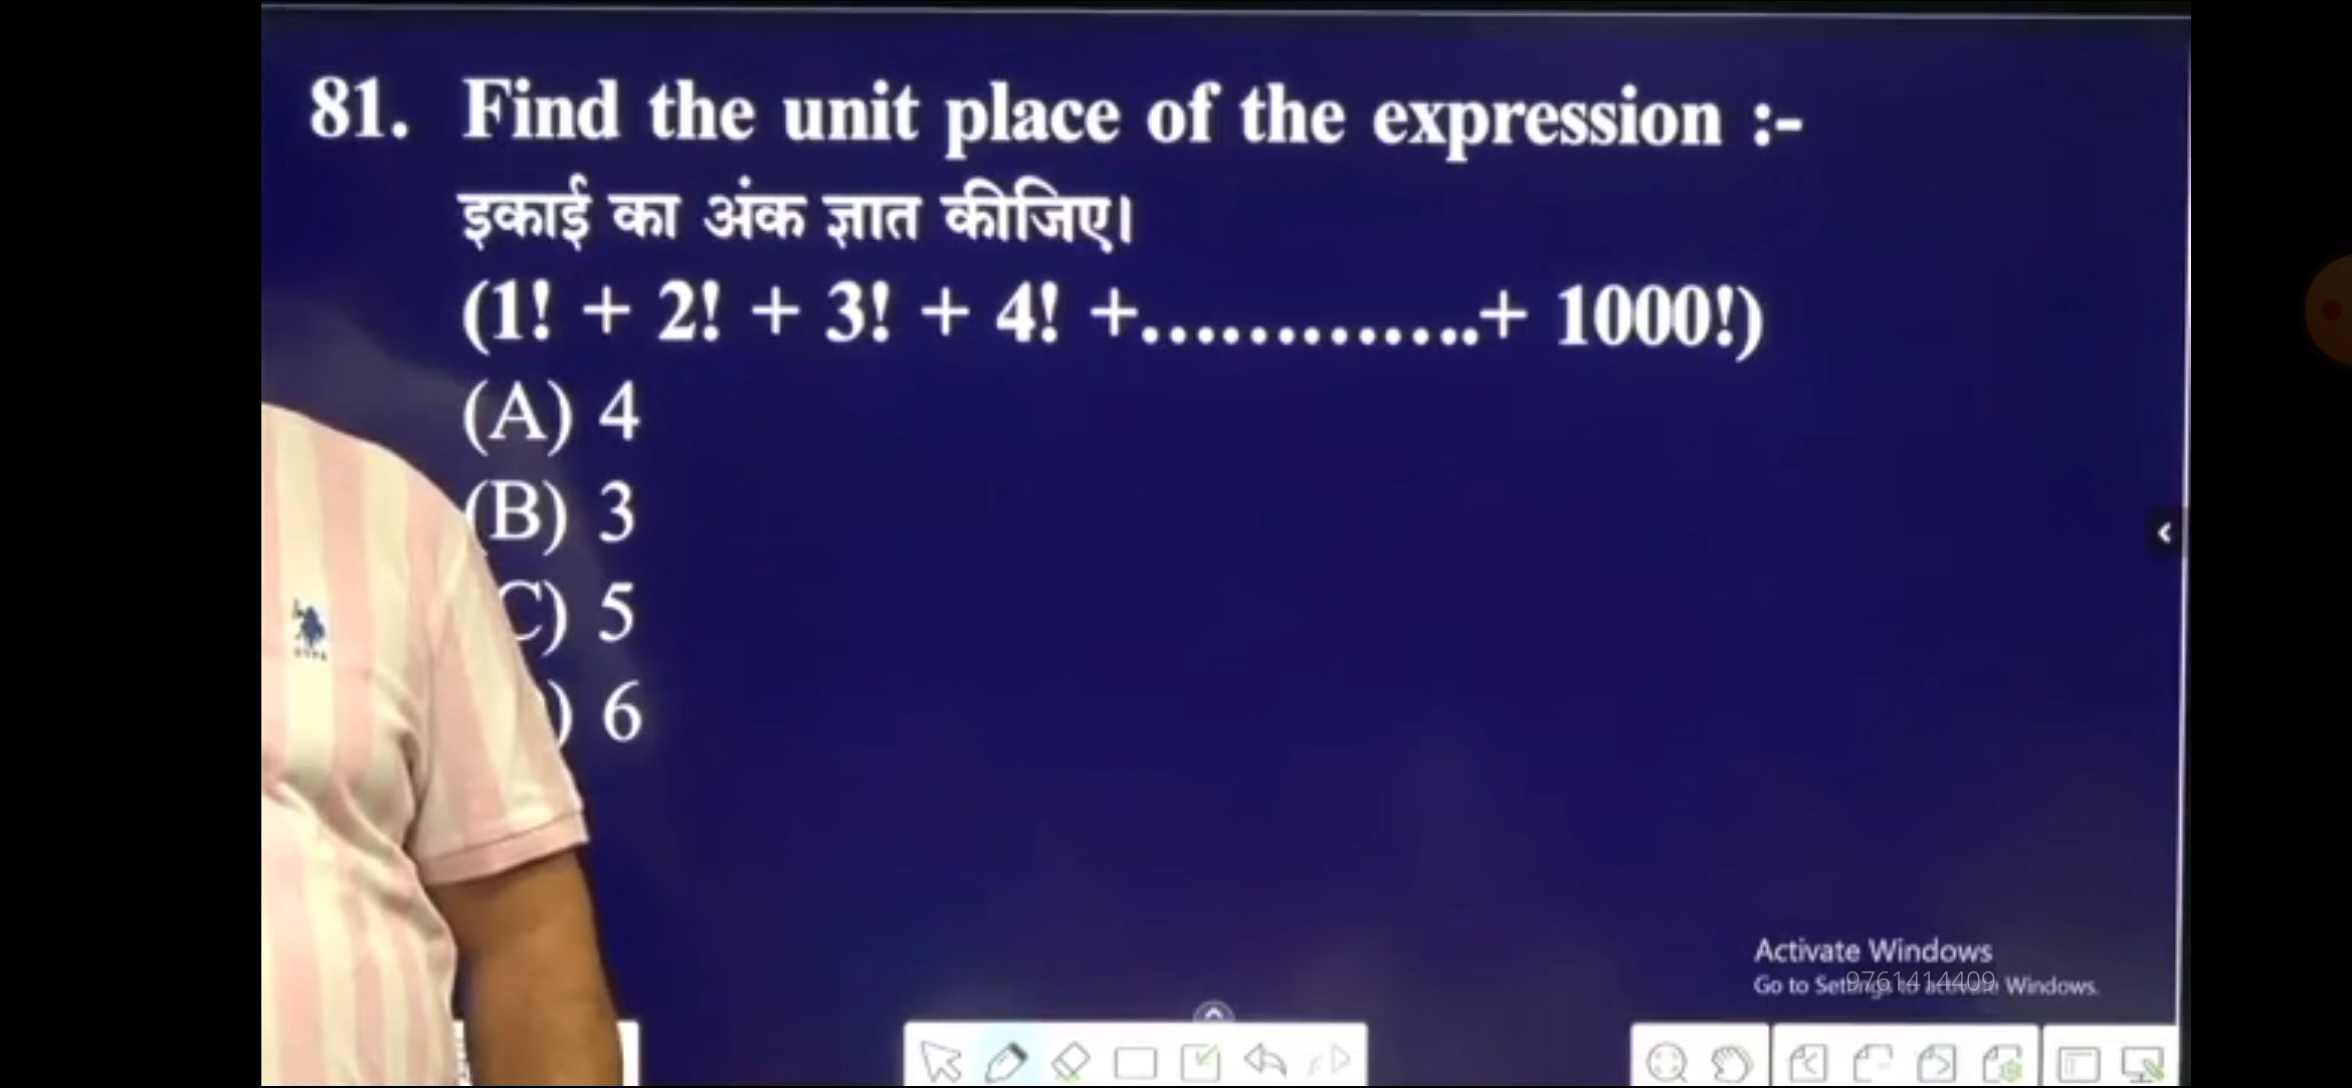 81. Find the unit place of the expression :-
इकाई का अंक ज्ञात कीजिए।
(1! + 2! + 3! + 4! +.............+ 1000!)
(A) 4
(B) 3
C) 5
) 6
Activate Windows
Go to Settings to activate Windows.
9761414409